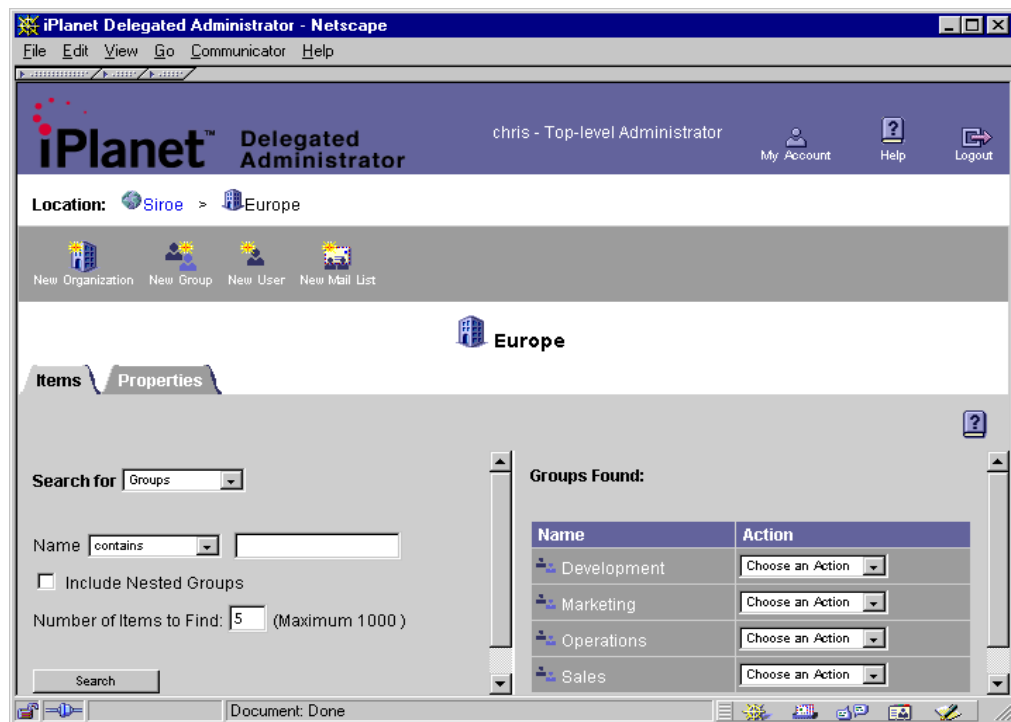 iPlanet Delegated Administrator - Netscape
File Edit View Go Communicator Help
iPlanet™ Delegated Administrator
chris - Top-level Administrator
My Account Help Logout
Location: Siroe > Europe
New Organization New Group New User New Mail List
Europe
Items Properties
Search for Groups
Name contains
Include Nested Groups
Number of Items to Find: 5 (Maximum 1000 )
Search
Groups Found:
Name Action
Development Choose an Action
Marketing Choose an Action
Operations Choose an Action
Sales Choose an Action
Document: Done